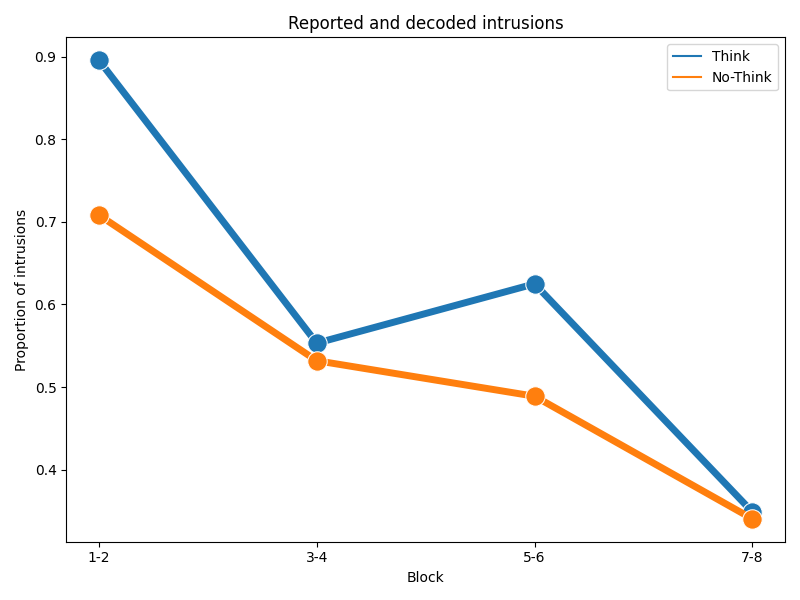 Reported and decoded intrusions
Think
No-Think
Proportion of intrusions
0.9
0.8
0.7
0.6
0.5
0.4
1-2
3-4
5-6
7-8
Block